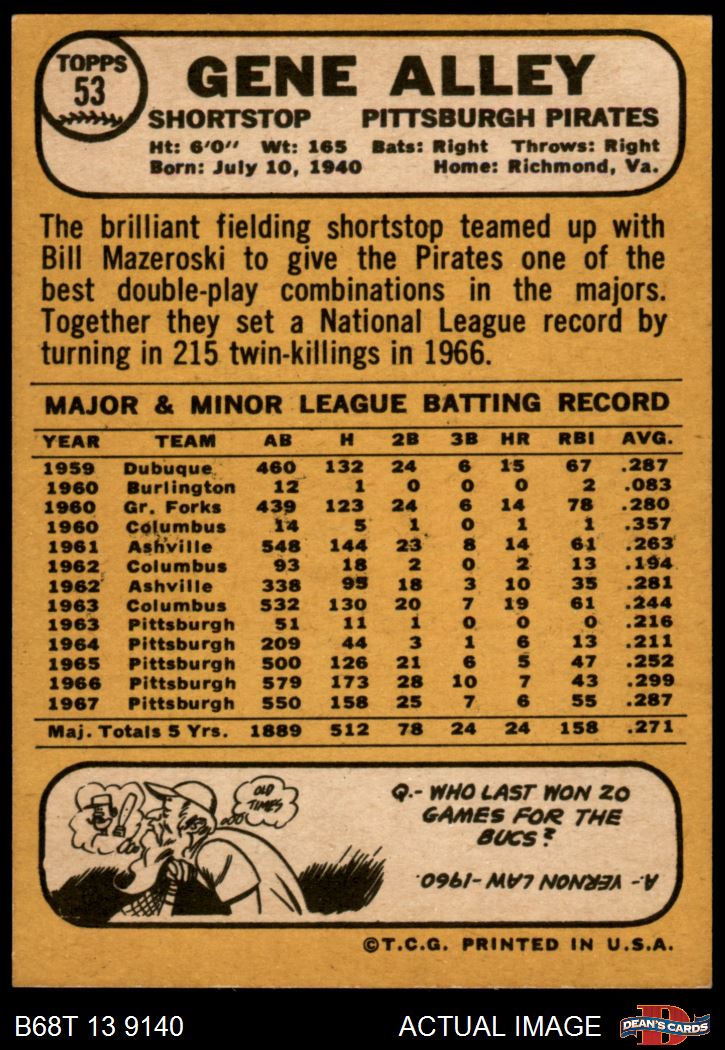 TOPPS
53
GENE ALLEY
SHORTSTOP PITTSBURGH PIRATES
Ht: 6'0" Wt: 165 Bats: Right Throws: Right
Born: July 10, 1940 Home: Richmond, Va.
The brilliant fielding shortstop teamed up with
Bill Mazeroski to give the Pirates one of the
best double-play combinations in the majors.
Together they set a National League record by
turning in 215 twin-killings in 1966.
MAJOR & MINOR LEAGUE BATTING RECORD
YEAR TEAM AB H 2B 3B HR RBI AVG.
1959 Dubuque 460 132 24 6 15 67 .287
1960 Burlington 12 1 0 0 0 2 .083
1960 Gr. Forks 439 123 24 6 14 78 .280
1960 Columbus 14 5 1 0 1 1 .357
1961 Ashville 548 144 23 8 14 61 .263
1962 Columbus 93 18 2 0 2 13 .194
1962 Ashville 338 95 18 3 10 35 .281
1963 Columbus 532 130 20 7 19 61 .244
1963 Pittsburgh 51 11 1 0 0 0 .216
1964 Pittsburgh 209 44 3 1 6 13 .211
1965 Pittsburgh 500 126 21 6 5 47 .252
1966 Pittsburgh 579 173 28 10 7 43 .299
1967 Pittsburgh 550 158 25 7 6 55 .287
Maj. Totals 5 Yrs. 1889 512 78 24 24 158 .271
OLD
TIMES
Q.- WHO LAST WON 20
GAMES FOR THE
BUCS?
A.- VERNON LAW -1960.
©T.C.G. PRINTED IN U.S.A.
B68T 13 9140 ACTUAL IMAGE
D
DEAN'S CARDS